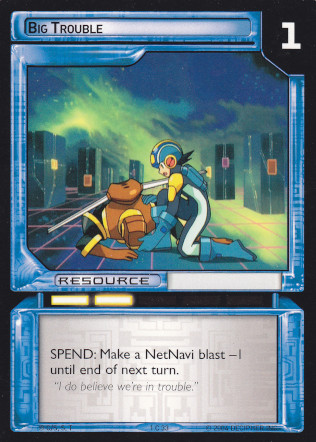 BIG TROUBLE
1
RESOURCE
SPEND: Make a NetNavi blast –1
until end of next turn.
"I do believe we're in trouble."